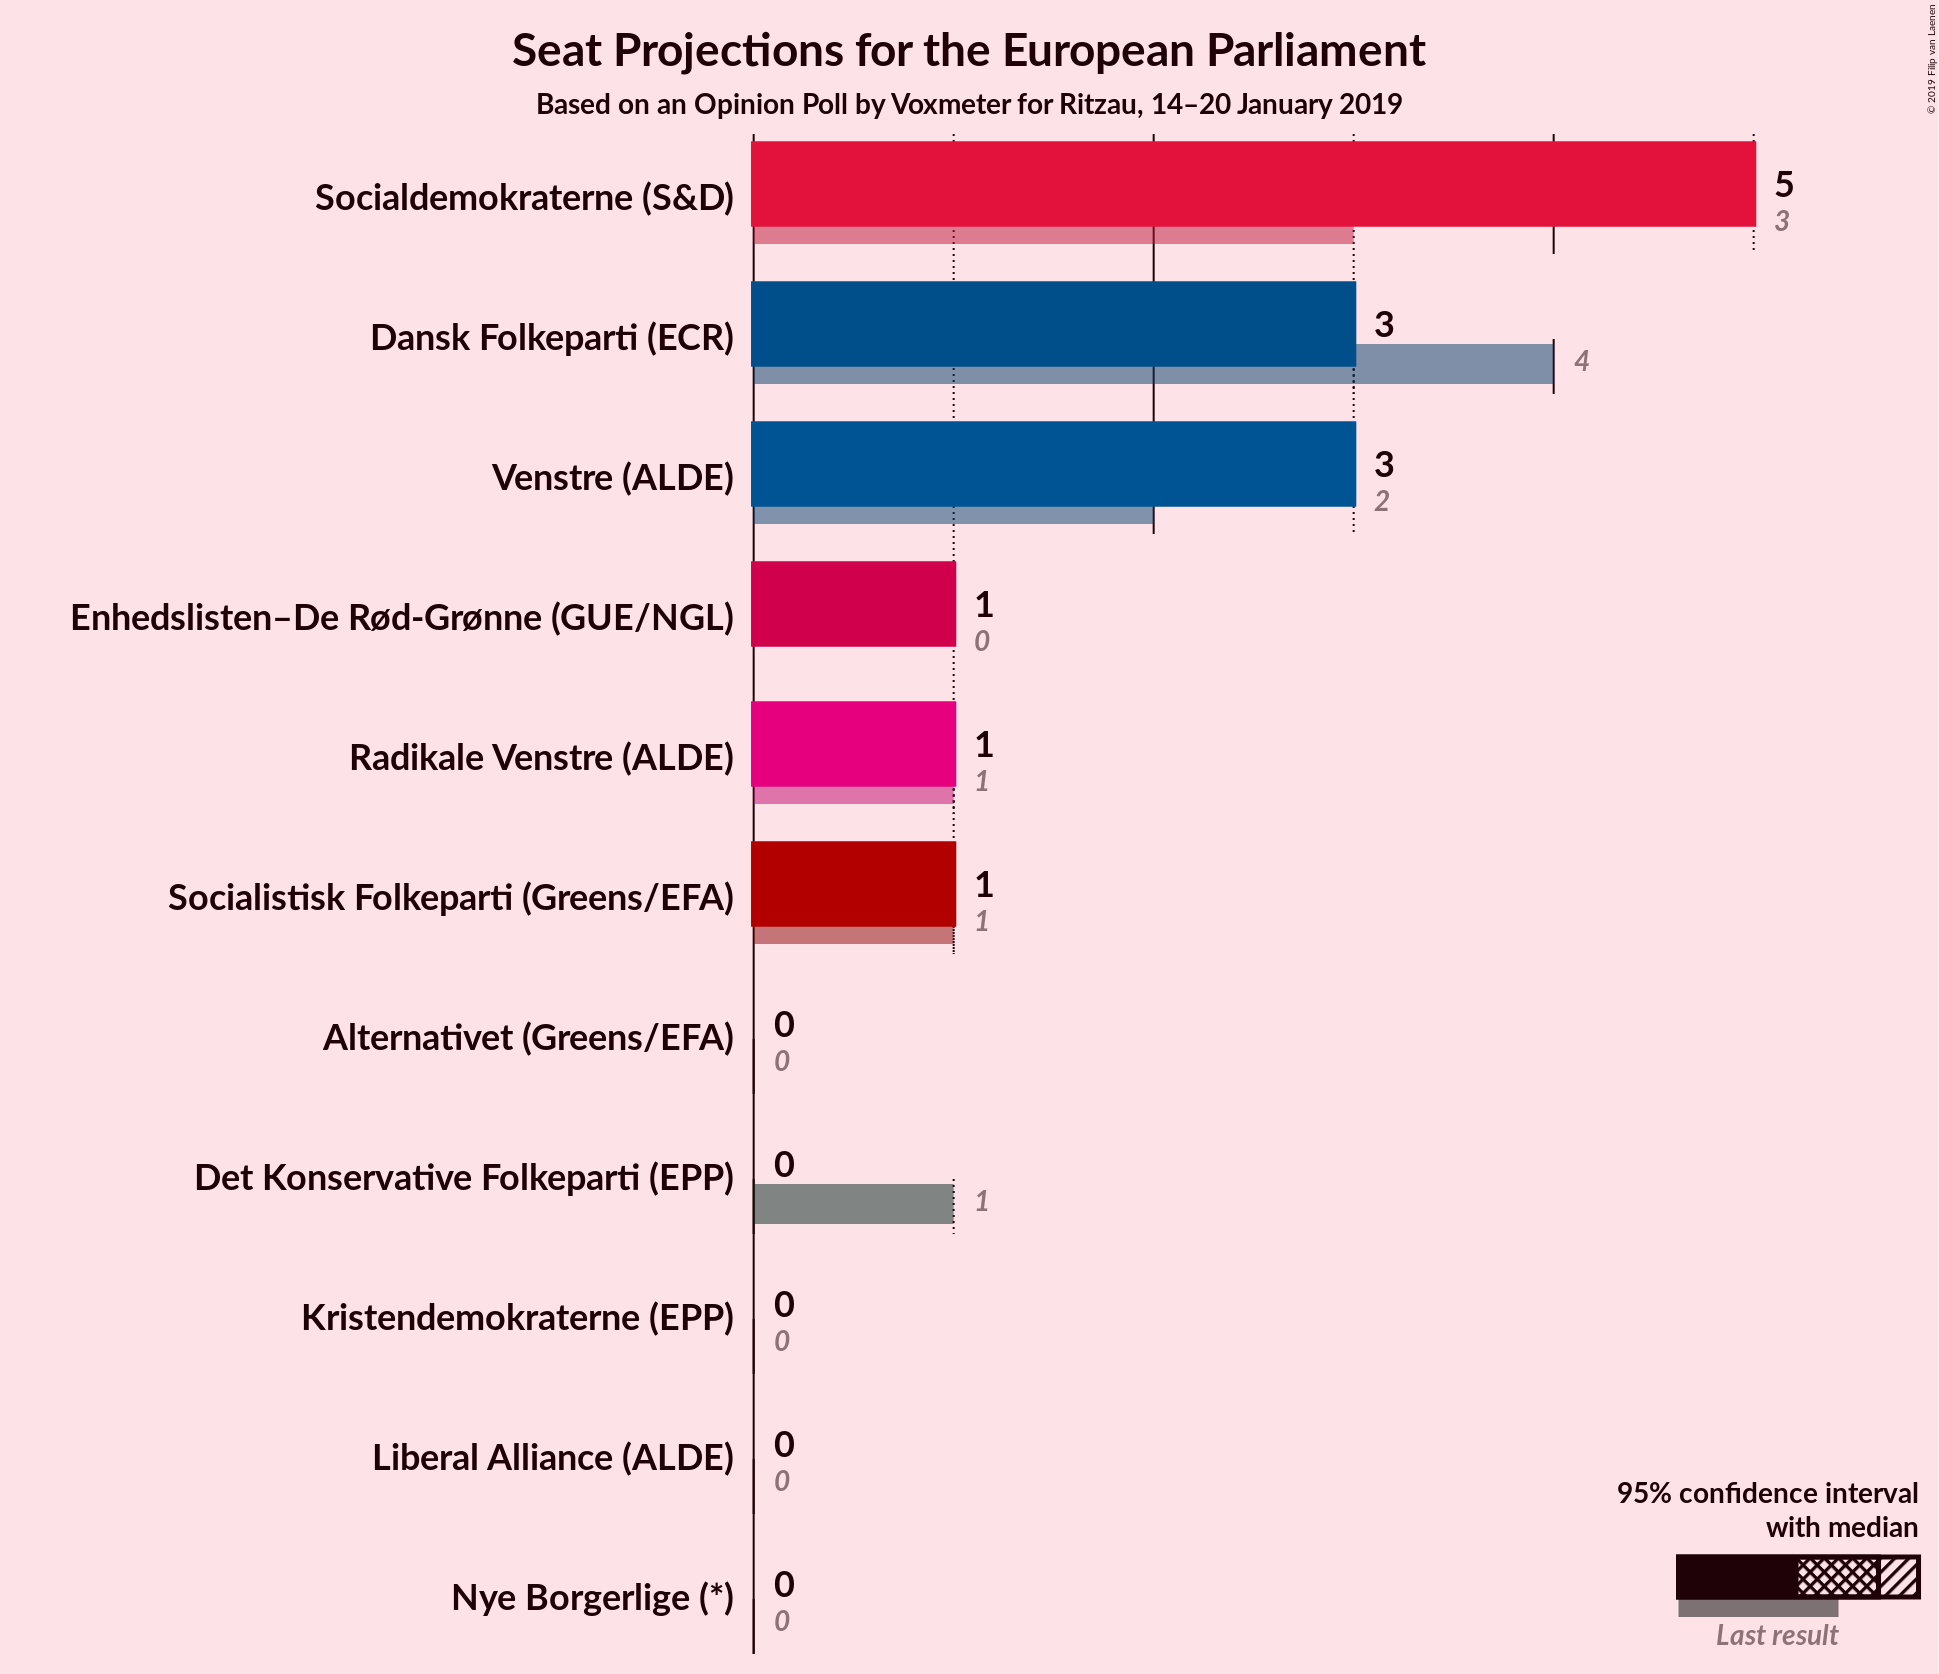 Seat Projections for the European Parliament
Based on an Opinion Poll by Voxmeter for Ritzau, 14–20 January 2019
© 2019 Filip van Laenen
Socialdemokraterne (S&D)
5
3
Dansk Folkeparti (ECR)
3
4
Venstre (ALDE)
3
2
Enhedslisten–De Rød-Grønne (GUE/NGL)
1
0
Radikale Venstre (ALDE)
1
1
Socialistisk Folkeparti (Greens/EFA)
1
1
Alternativet (Greens/EFA)
0
0
Det Konservative Folkeparti (EPP)
0
1
Kristendemokraterne (EPP)
0
0
Liberal Alliance (ALDE)
0
0
Nye Borgerlige (*)
0
0
95% confidence interval
with median
Last result